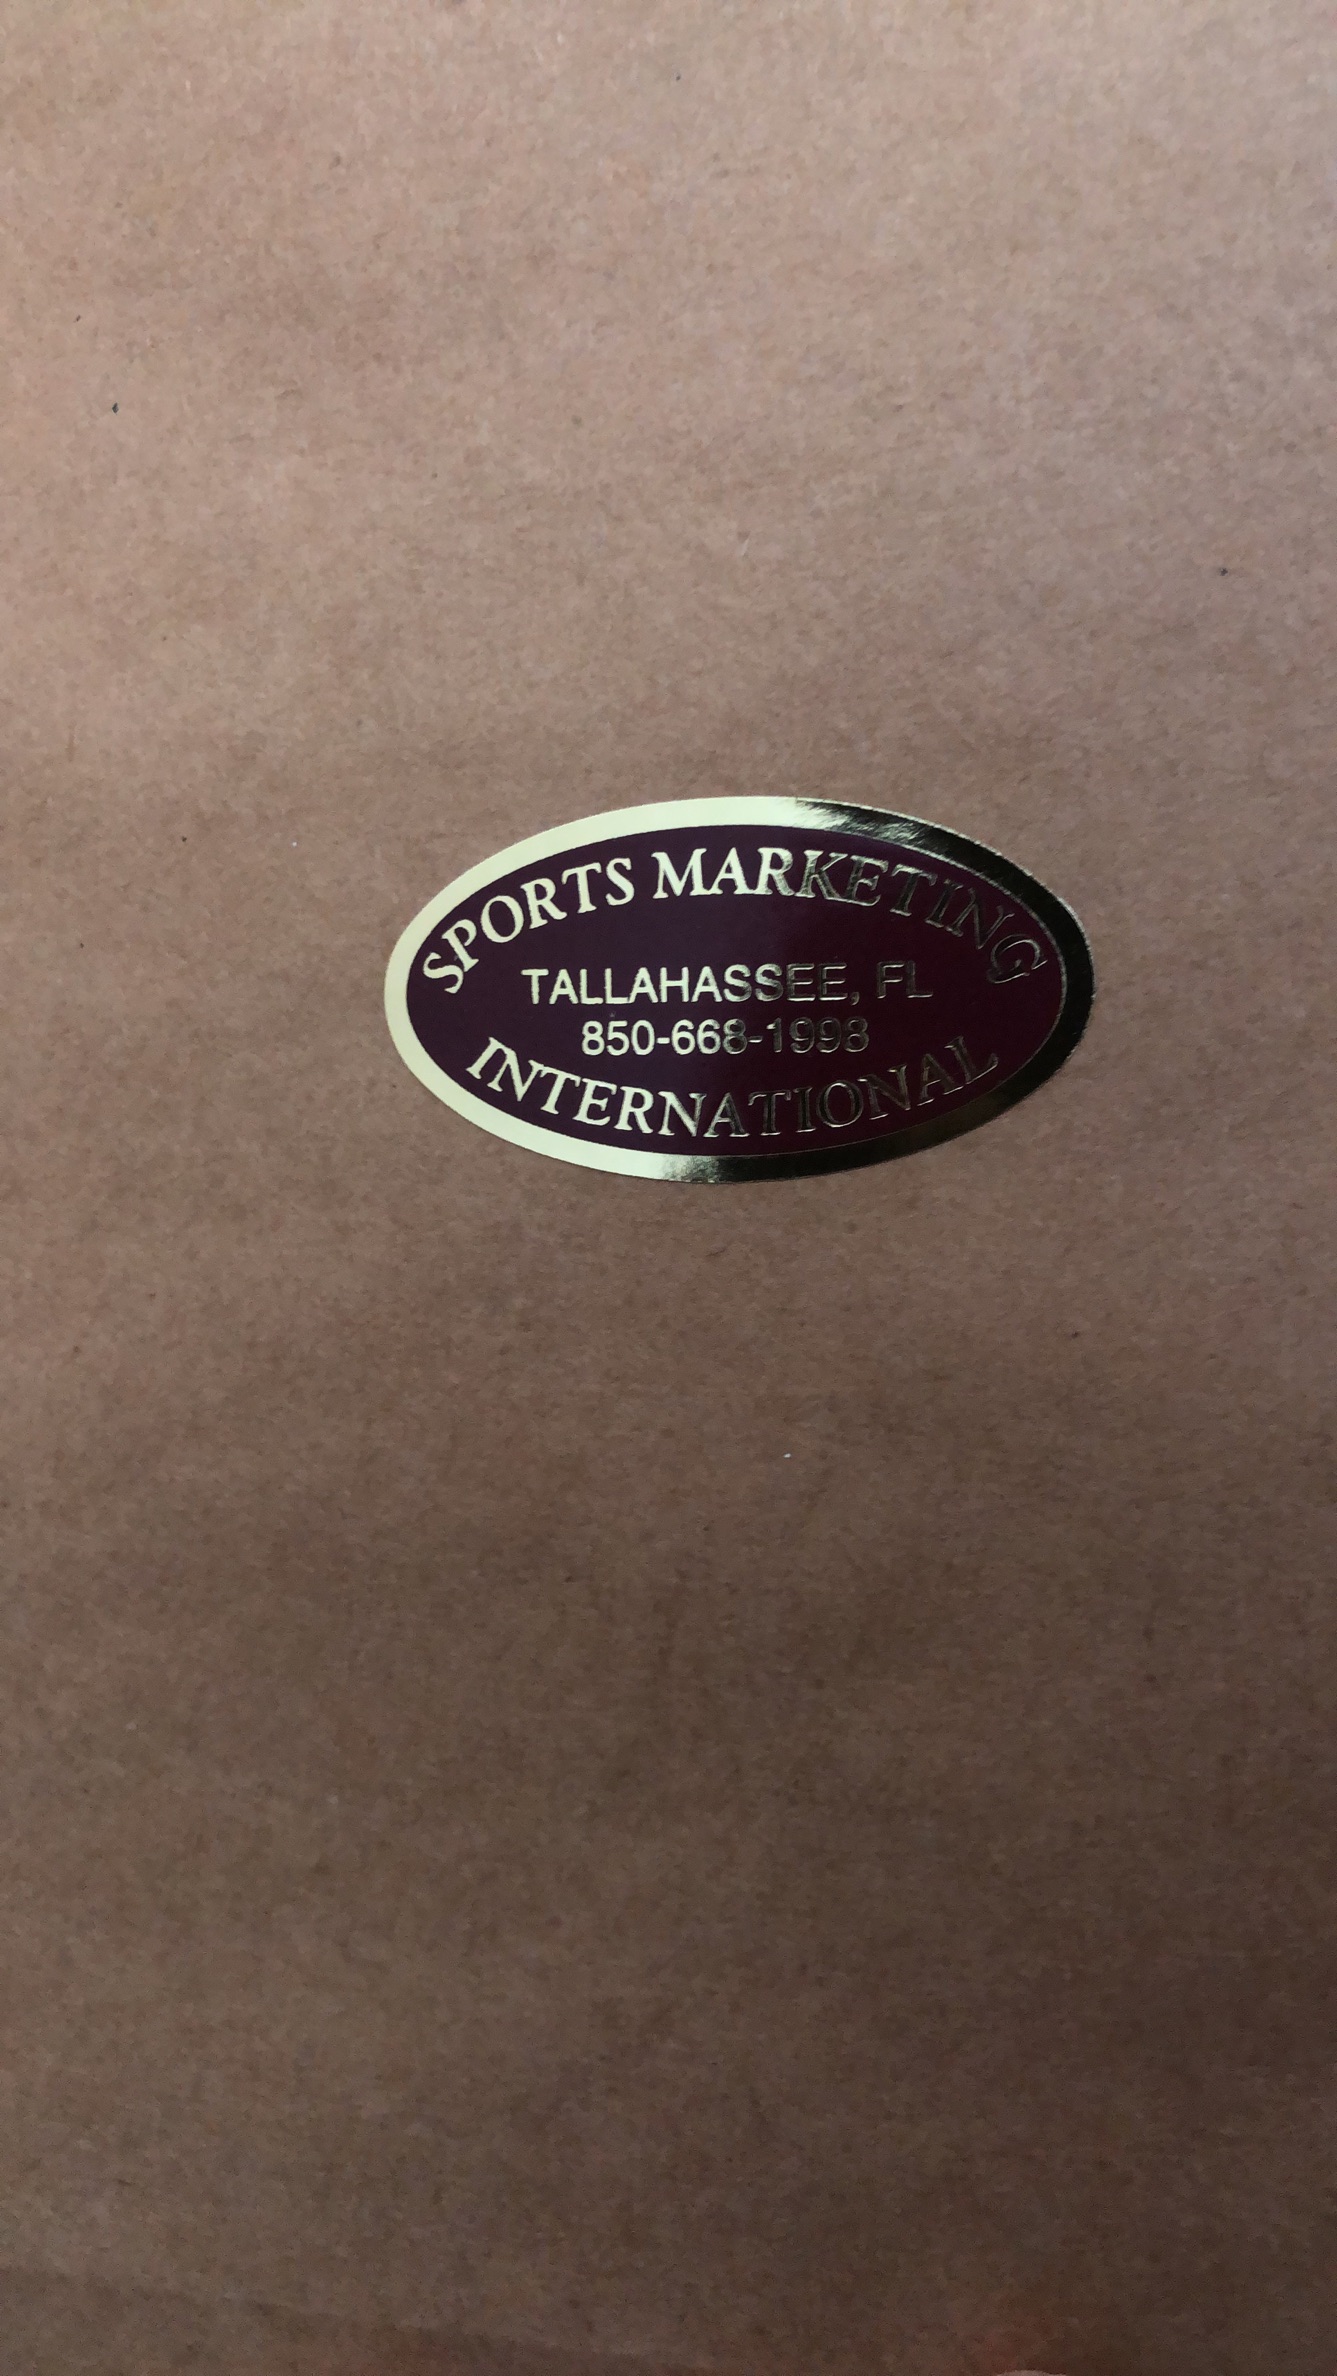 SPORTS MARKETING
TALLAHASSEE, FL
850-668-1998
INTERNATIONAL